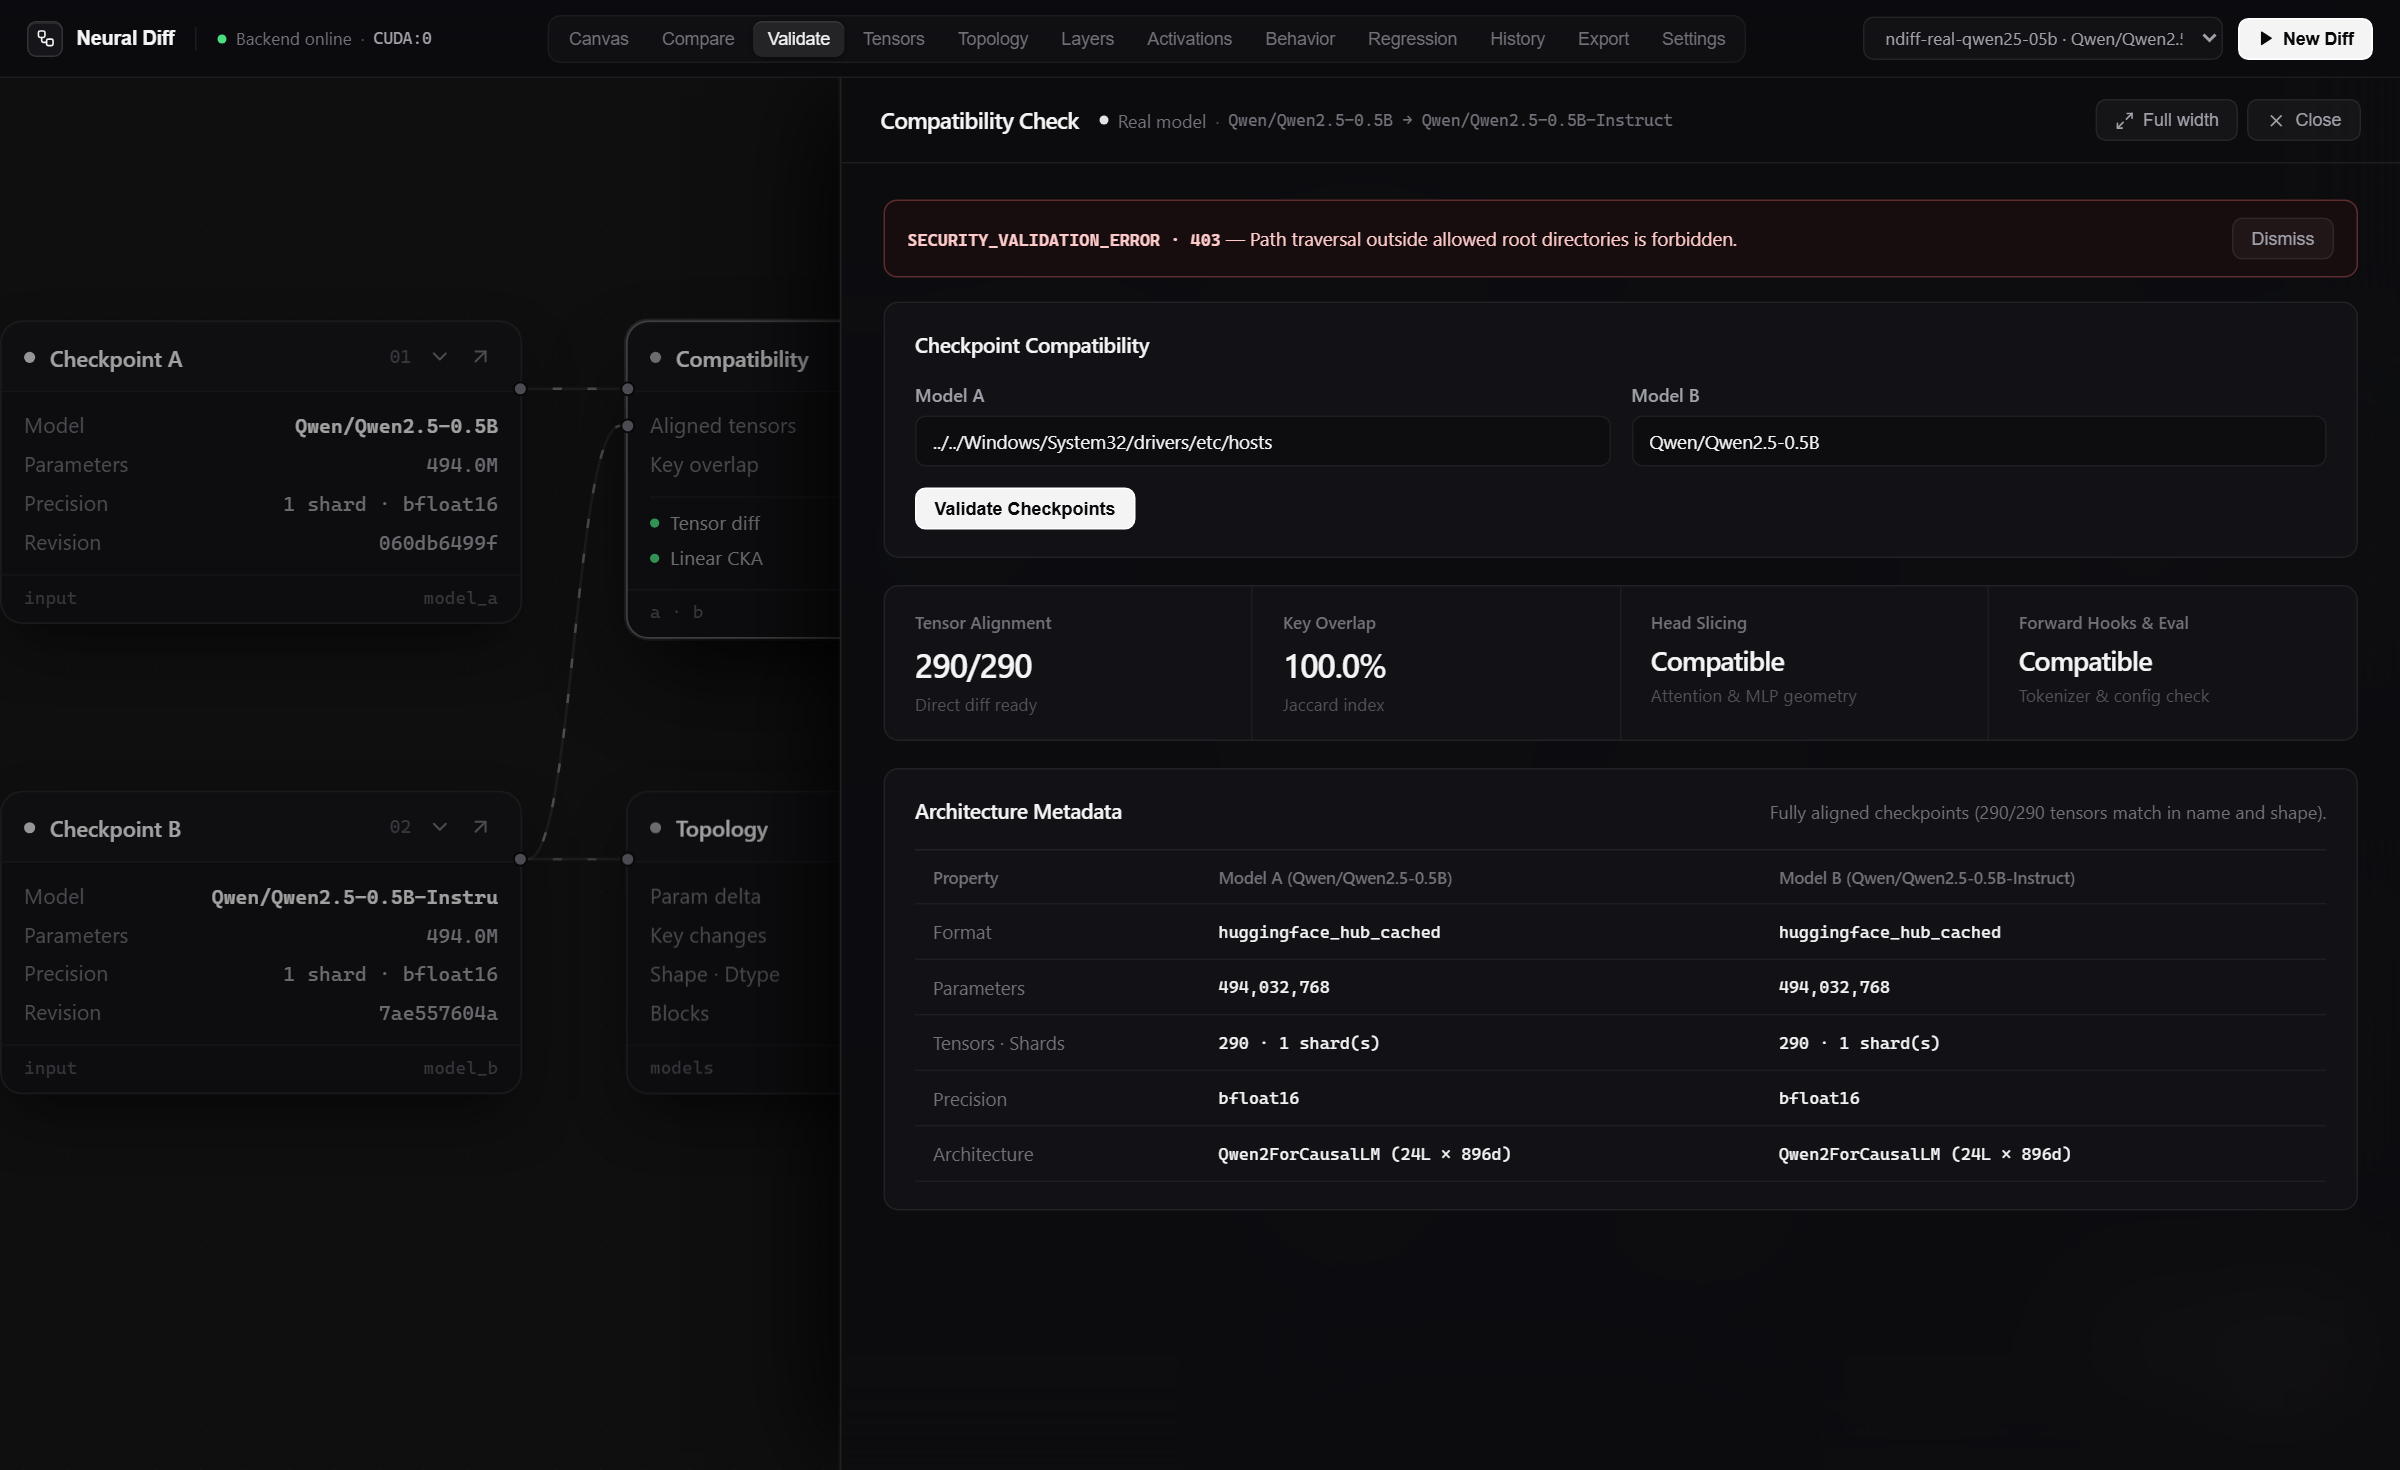 Neural Diff
Backend online · CUDA:0
Canvas Compare Validate Tensors Topology Layers Activations Behavior Regression History Export Settings
ndiff-real-qwen25-05b · Qwen/Qwen2.5
New Diff
Compatibility Check
Real model · Qwen/Qwen2.5-0.5B → Qwen/Qwen2.5-0.5B-Instruct
Full width
Close
SECURITY_VALIDATION_ERROR · 403 — Path traversal outside allowed root directories is forbidden.
Dismiss
Checkpoint A 01
Model Qwen/Qwen2.5-0.5B
Parameters 494.0M
Precision 1 shard · bfloat16
Revision 060db6499f
input model_a
Compatibility
Aligned tensors
Key overlap
Tensor diff
Linear CKA
a · b
Checkpoint B 02
Model Qwen/Qwen2.5-0.5B-Instru
Parameters 494.0M
Precision 1 shard · bfloat16
Revision 7ae557604a
input model_b
Topology
Param delta
Key changes
Shape · Dtype
Blocks
models
Checkpoint Compatibility
Model A Model B
../../Windows/System32/drivers/etc/hosts Qwen/Qwen2.5-0.5B
Validate Checkpoints
Tensor Alignment
290/290
Direct diff ready
Key Overlap
100.0%
Jaccard index
Head Slicing
Compatible
Attention & MLP geometry
Forward Hooks & Eval
Compatible
Tokenizer & config check
Architecture Metadata
Fully aligned checkpoints (290/290 tensors match in name and shape).
Property Model A (Qwen/Qwen2.5-0.5B) Model B (Qwen/Qwen2.5-0.5B-Instruct)
Format huggingface_hub_cached huggingface_hub_cached
Parameters 494,032,768 494,032,768
Tensors · Shards 290 · 1 shard(s) 290 · 1 shard(s)
Precision bfloat16 bfloat16
Architecture Qwen2ForCausalLM (24L × 896d) Qwen2ForCausalLM (24L × 896d)